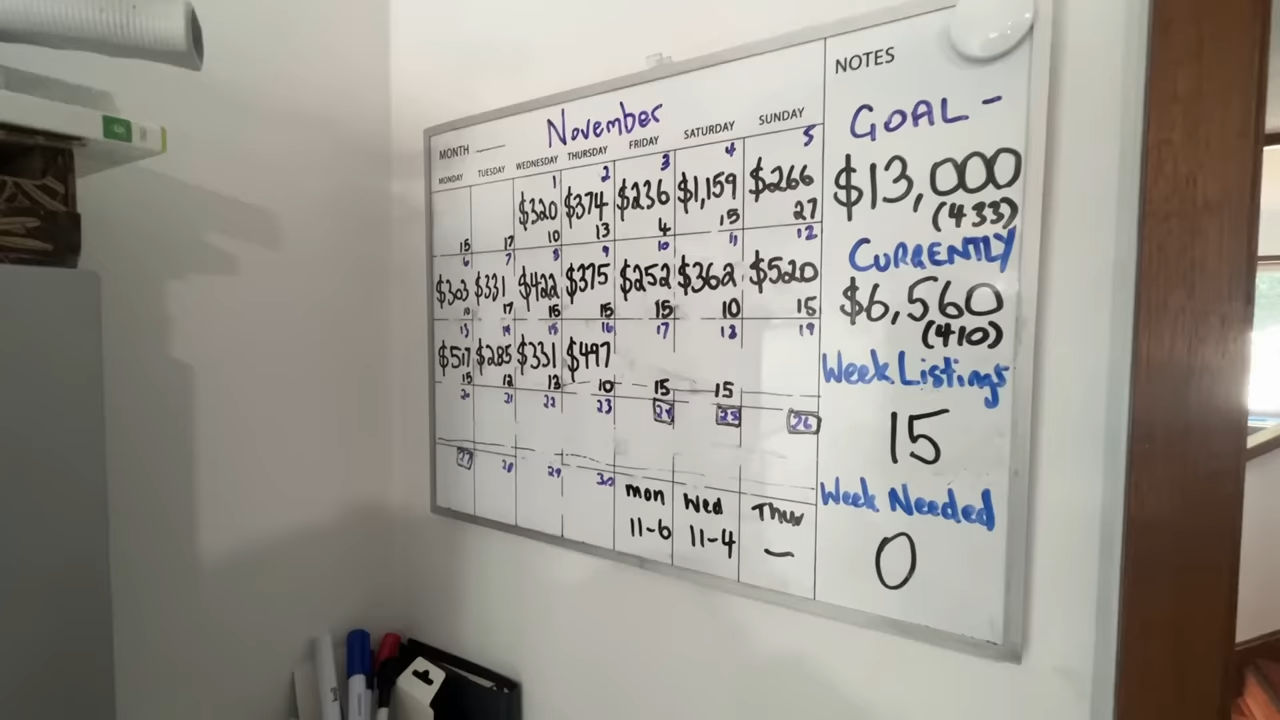 November
MONTH
MONDAY TUESDAY WEDNESDAY THURSDAY FRIDAY SATURDAY SUNDAY
1 2 3 4 5
$320 $374 $236 $1,159 $266
15 17 10 13 4 15 27
6 7 8 9 10 11 12
$303 $331 $422 $375 $252 $362 $520
10 17 15 15 15 10 15
13 14 15 16 17 18 19
$517 $285 $331 $497
15 12 13 10 15 15
20 21 22 23 24 25 26
27 28 29 30
mon Wed Thur
11-6 11-4 —
NOTES
GOAL -
$13,000
(433)
CURRENTLY
$6,560
(410)
Week Listings
15
Week Needed
0